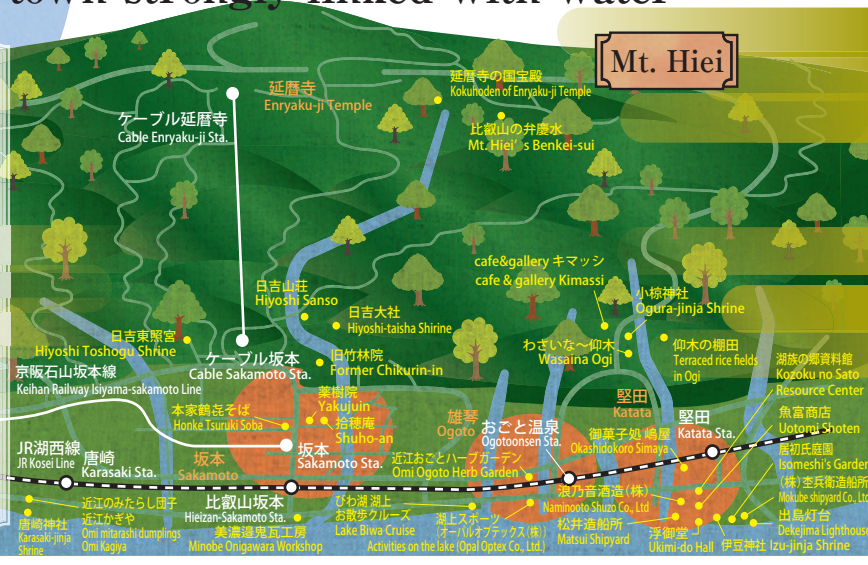 town strongly linked with water
Mt. Hiei
延暦寺
Enryaku-ji Temple
延暦寺の国宝殿
Kokuhoden of Enryaku-ji Temple
ケーブル延暦寺
Cable Enryaku-ji Sta.
比叡山の弁慶水
Mt. Hiei’s Benkei-sui
cafe&gallery キマッシ
cafe & gallery Kimassi
日吉山荘
Hiyoshi Sanso
小椋神社
Ogura-jinja Shrine
日吉大社
Hiyoshi-taisha Shirine
日吉東照宮
Hiyoshi Toshogu Shrine
わざいな〜仰木
Wasaina Ogi
仰木の棚田
Terraced rice fields
in Ogi
ケーブル坂本
Cable Sakamoto Sta.
旧竹林院
Former Chikurin-in
湖族の郷資料館
Kozoku no Sato
Resource Center
京阪石山坂本線
Keihan Railway Isiyama-sakamoto Line
薬樹院
Yakujuin
本家鶴㐂そば
Honke Tsuruki Soba
拾穂庵
Shuho-an
堅田
Katata
雄琴
Ogoto
おごと温泉
Ogotoonsen Sta.
堅田
Katata Sta.
魚富商店
Uotomi Shoten
御菓子処 嶋屋
Okashidokoro Simaya
JR湖西線
JR Kosei Line
唐崎
Karasaki Sta.
坂本
Sakamoto
坂本
Sakamoto Sta.
近江おごとハーブガーデン
Omi Ogoto Herb Garden
居初氏庭園
Isomeshi's Garden
(株)杢兵衛造船所
Mokube shipyard Co., Ltd
近江のみたらし団子
近江かぎや
Omi mitarashi dumplings
Omi Kagiya
比叡山坂本
Hieizan-Sakamoto Sta.
びわ湖 湖上
お散歩クルーズ
Lake Biwa Cruise
浪乃音酒造(株)
Naminooto Shuzo Co., Ltd
唐崎神社
Karasaki-jinja
Shrine
美濃邉鬼瓦工房
Minobe Onigawara Workshop
湖上スポーツ
(オーパルオプテックス(株))
Activities on the lake (Opal Optex Co., Ltd.)
松井造船所
Matsui Shipyard
浮御堂
Ukimi-do Hall
出島灯台
Dekejima Lighthouse
伊豆神社 Izu-jinja Shrine